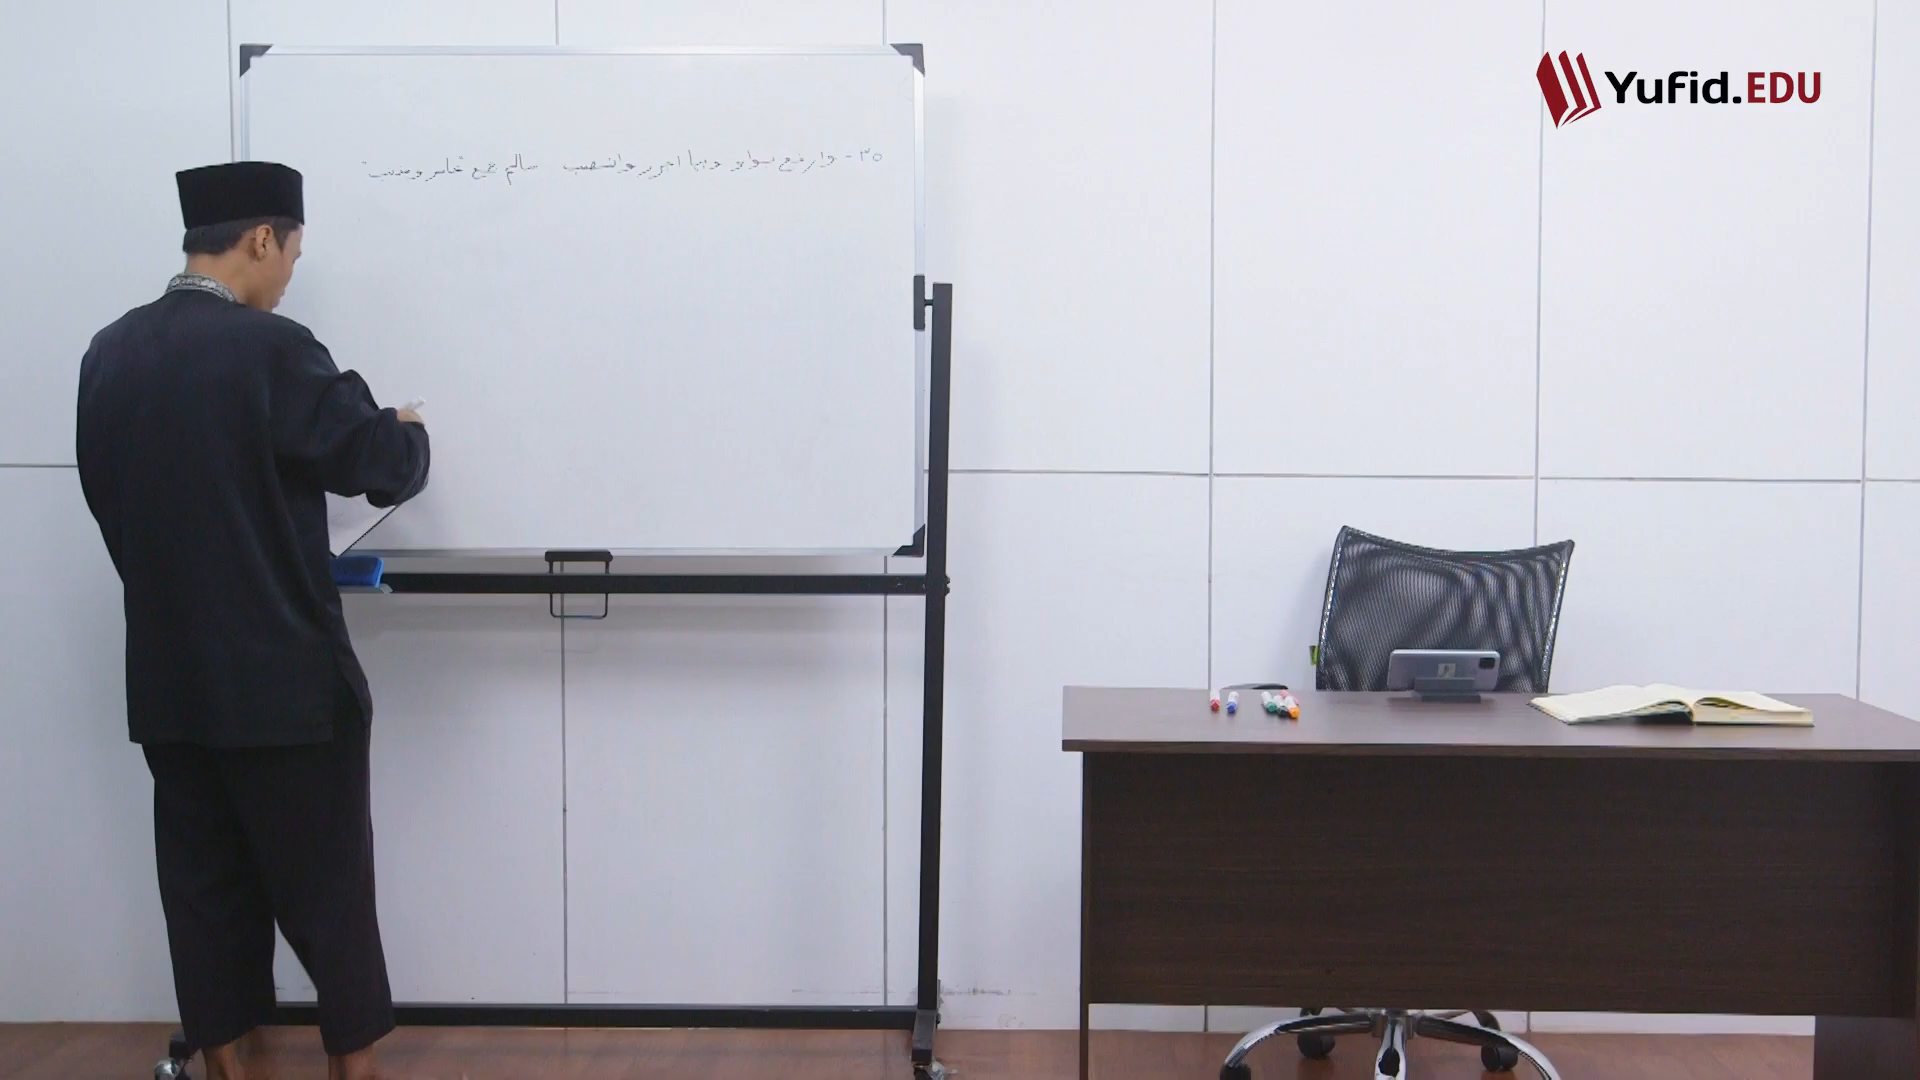 ٣٥- وارفع بواو وبيا اجرر وانصب سالم جمع "عامر ومذنب"
Yufid.EDU